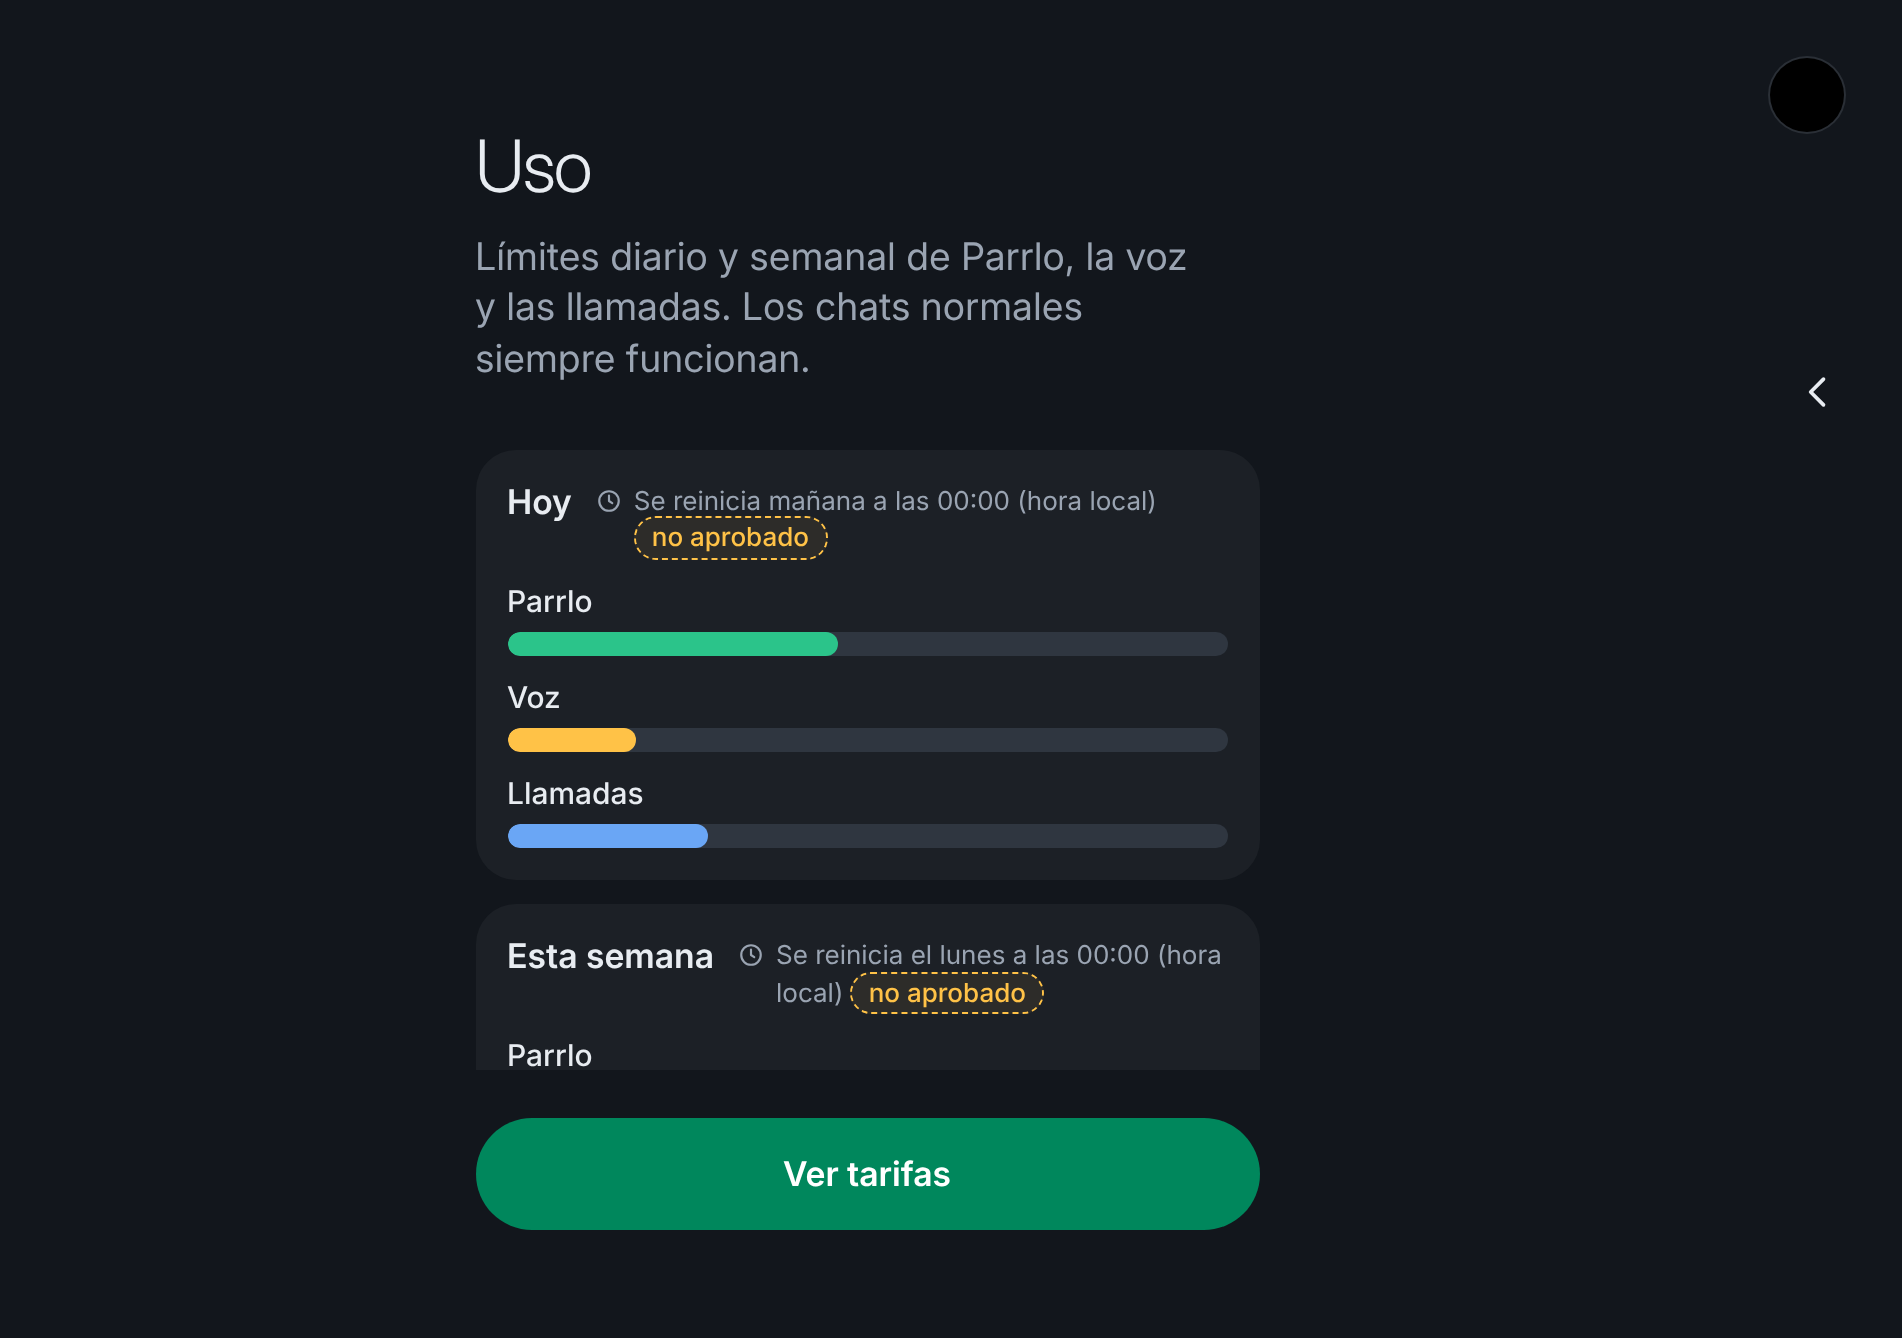 Uso
Límites diario y semanal de Parrlo, la voz
y las llamadas. Los chats normales
siempre funcionan.
Hoy Se reinicia mañana a las 00:00 (hora local)
no aprobado
Parrlo
Voz
Llamadas
Esta semana Se reinicia el lunes a las 00:00 (hora
local) no aprobado
Parrlo
Ver tarifas